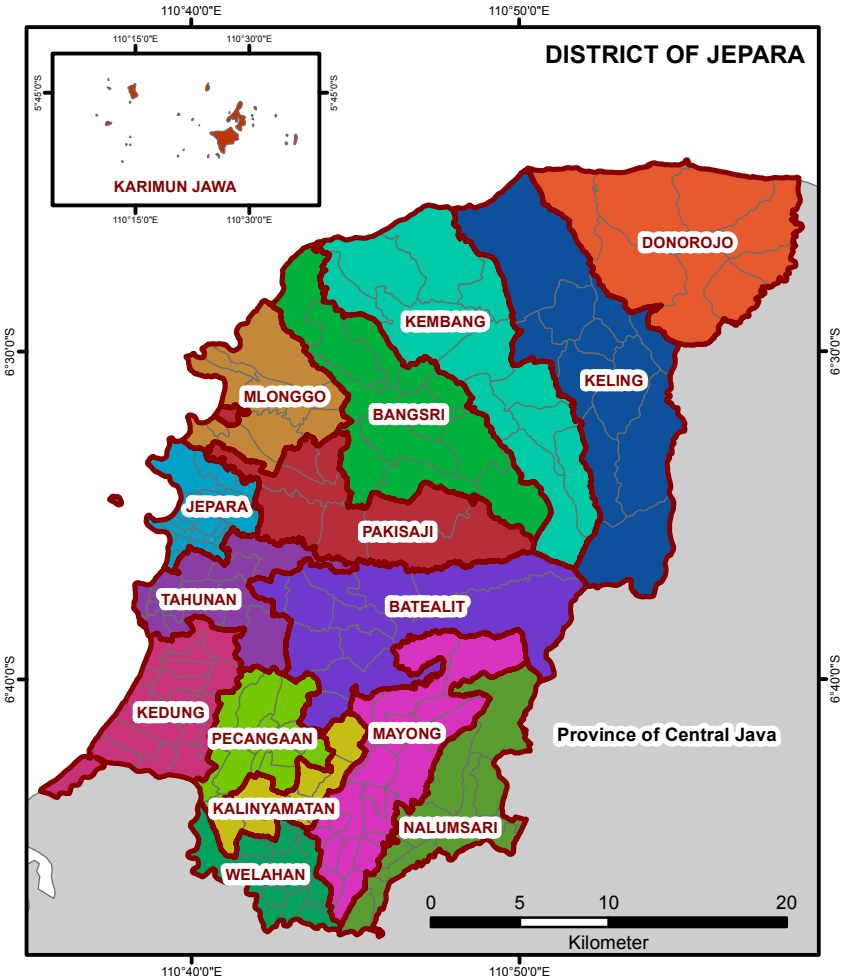 110°40'0"E
110°50'0"E
DISTRICT OF JEPARA
110°15'0"E
110°30'0"E
5°45'0"S
5°45'0"S
KARIMUN JAWA
110°15'0"E
110°30'0"E
DONOROJO
KEMBANG
6°30'0"S
6°30'0"S
KELING
MLONGGO
BANGSRI
JEPARA
PAKISAJI
TAHUNAN
BATEALIT
6°40'0"S
6°40'0"S
KEDUNG
PECANGAAN
MAYONG
Province of Central Java
KALINYAMATAN
NALUMSARI
WELAHAN
0
5
10
20
Kilometer
110°40'0"E
110°50'0"E